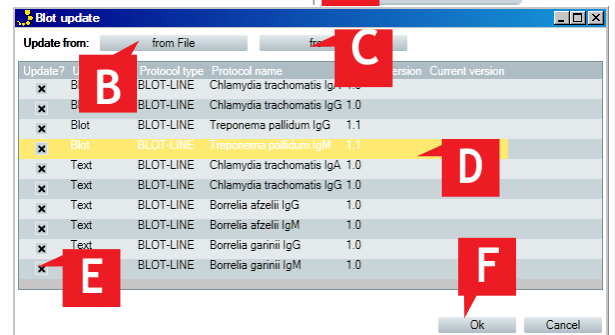 Blot update
Update from: from File
B C
Update? Protocol type Protocol name Current version
BLOT-LINE Chlamydia trachomatis IgA 1.0
BLOT-LINE Chlamydia trachomatis IgG 1.0
Blot BLOT-LINE Treponema pallidum IgG 1.1
Blot BLOT-LINE Treponema pallidum IgM 1.1
D
Text BLOT-LINE Chlamydia trachomatis IgA 1.0
Text BLOT-LINE Chlamydia trachomatis IgG 1.0
Text BLOT-LINE Borrelia afzelii IgG 1.0
Text BLOT-LINE Borrelia afzelii IgM 1.0
Text BLOT-LINE Borrelia garinii IgG 1.0
BLOT-LINE Borrelia garinii IgM 1.0
E F
Ok Cancel